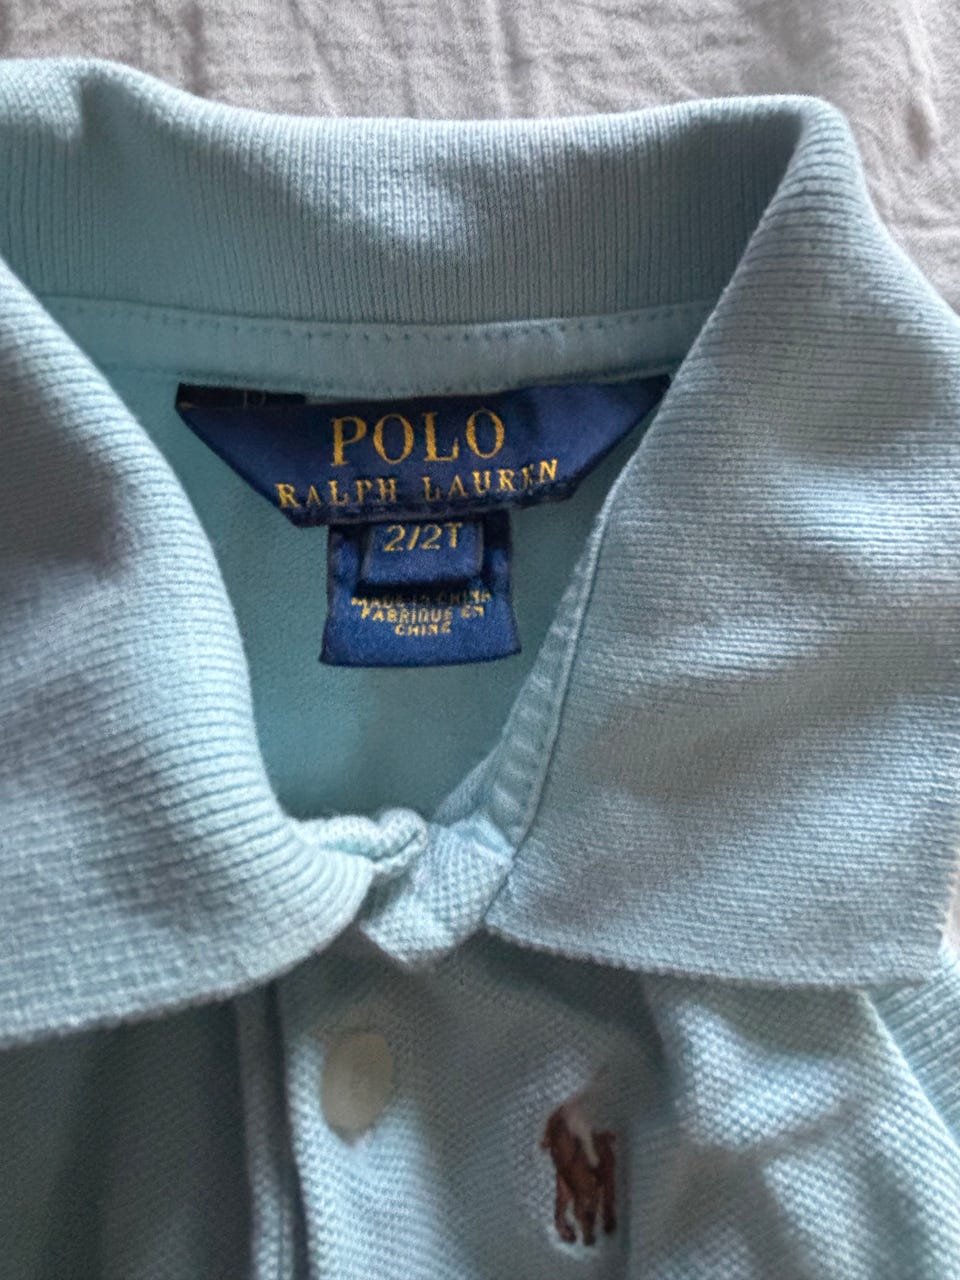 POLO
RALPH LAUREN
2/2T
MADE IN CHINA
FABRIQUE EN
CHINE